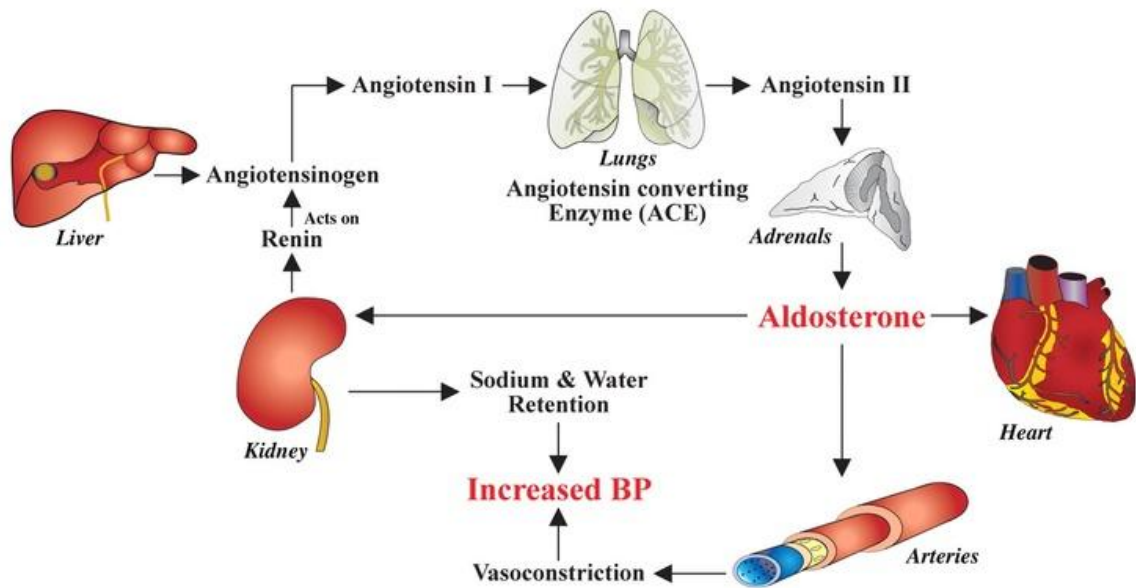 Angiotensin I
Angiotensin II
Lungs
Angiotensinogen
Angiotensin converting
Enzyme (ACE)
Acts on
Liver
Renin
Adrenals
Aldosterone
Sodium & Water
Retention
Kidney
Heart
Increased BP
Arteries
Vasoconstriction